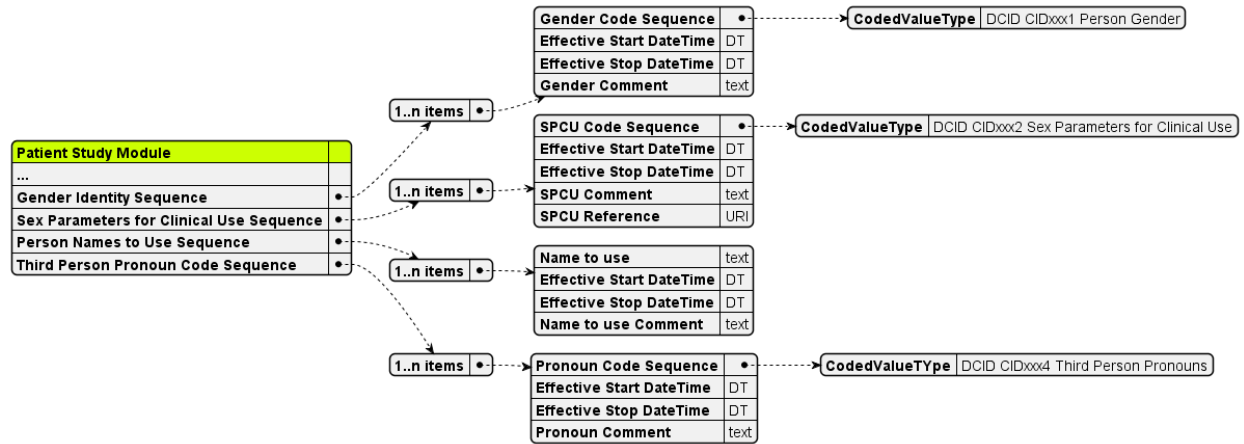 Patient Study Module
...
Gender Identity Sequence
Sex Parameters for Clinical Use Sequence
Person Names to Use Sequence
Third Person Pronoun Code Sequence
1..n items
Gender Code Sequence
Effective Start DateTime DT
Effective Stop DateTime DT
Gender Comment text
CodedValueType DCID CIDxxx1 Person Gender
1..n items
SPCU Code Sequence
Effective Start DateTime DT
Effective Stop DateTime DT
SPCU Comment text
SPCU Reference URI
CodedValueType DCID CIDxxx2 Sex Parameters for Clinical Use
1..n items
Name to use text
Effective Start DateTime DT
Effective Stop DateTime DT
Name to use Comment text
1..n items
Pronoun Code Sequence
Effective Start DateTime DT
Effective Stop DateTime DT
Pronoun Comment text
CodedValueTYpe DCID CIDxxx4 Third Person Pronouns